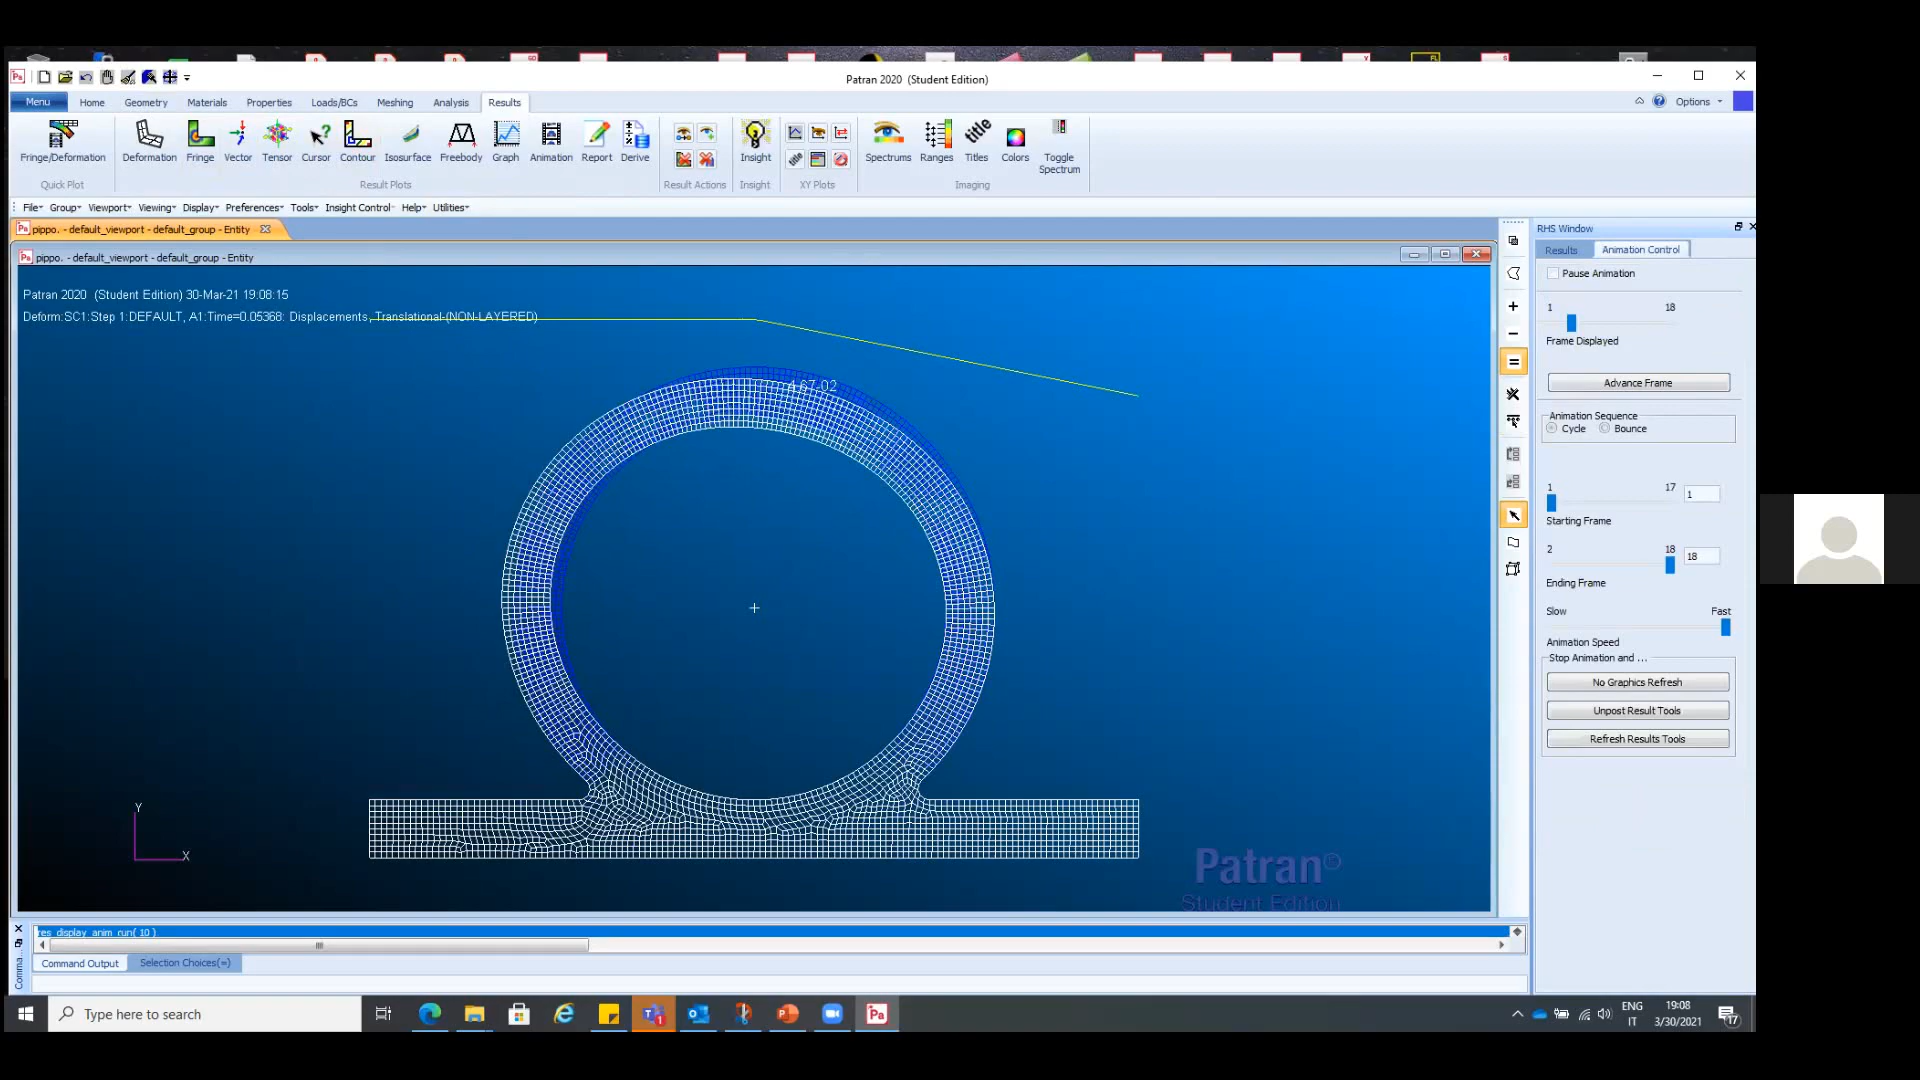 Patran 2020 (Student Edition)
Menu Home Geometry Materials Properties Loads/BCs Meshing Analysis Results Options
Fringe/Deformation Deformation Fringe Vector Tensor Cursor Contour Isosurface Freebody Graph Animation Report Derive Insight Spectrums Ranges Titles Colors Toggle Spectrum
Quick Plot Result Plots Result Actions Insight XY Plots Imaging
File Group Viewport Viewing Display Preferences Tools Insight Control Help Utilities
pippo. - default_viewport - default_group - Entity
pippo. - default_viewport - default_group - Entity
Patran 2020 (Student Edition) 30-Mar-21 19:08:15
Deform:SC1:Step 1:DEFAULT, A1:Time=0.05368: Displacements, Translational-(NON-LAYERED)
4.67-02
Y
X
Patran©
Student Edition
RHS Window
Results Animation Control
Pause Animation
1 18
Frame Displayed
Advance Frame
Animation Sequence
Cycle Bounce
1 17 1
Starting Frame
2 18 18
Ending Frame
Slow Fast
Animation Speed
Stop Animation and ...
No Graphics Refresh
Unpost Result Tools
Refresh Results Tools
res_display_anim_run( 10 )
Comma...
Command Output Selection Choices(=)
Type here to search
ENG
IT
19:08
3/30/2021
17